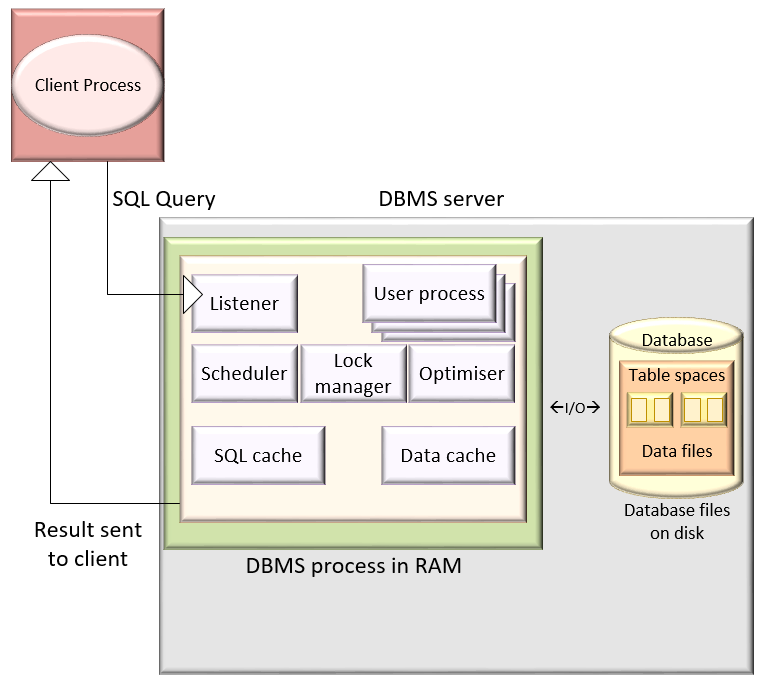 Client Process
SQL Query
DBMS server
Listener
User process
Scheduler
Lock
manager
Optimiser
SQL cache
Data cache
I/O
Database
Table spaces
Data files
Database files
on disk
Result sent
to client
DBMS process in RAM